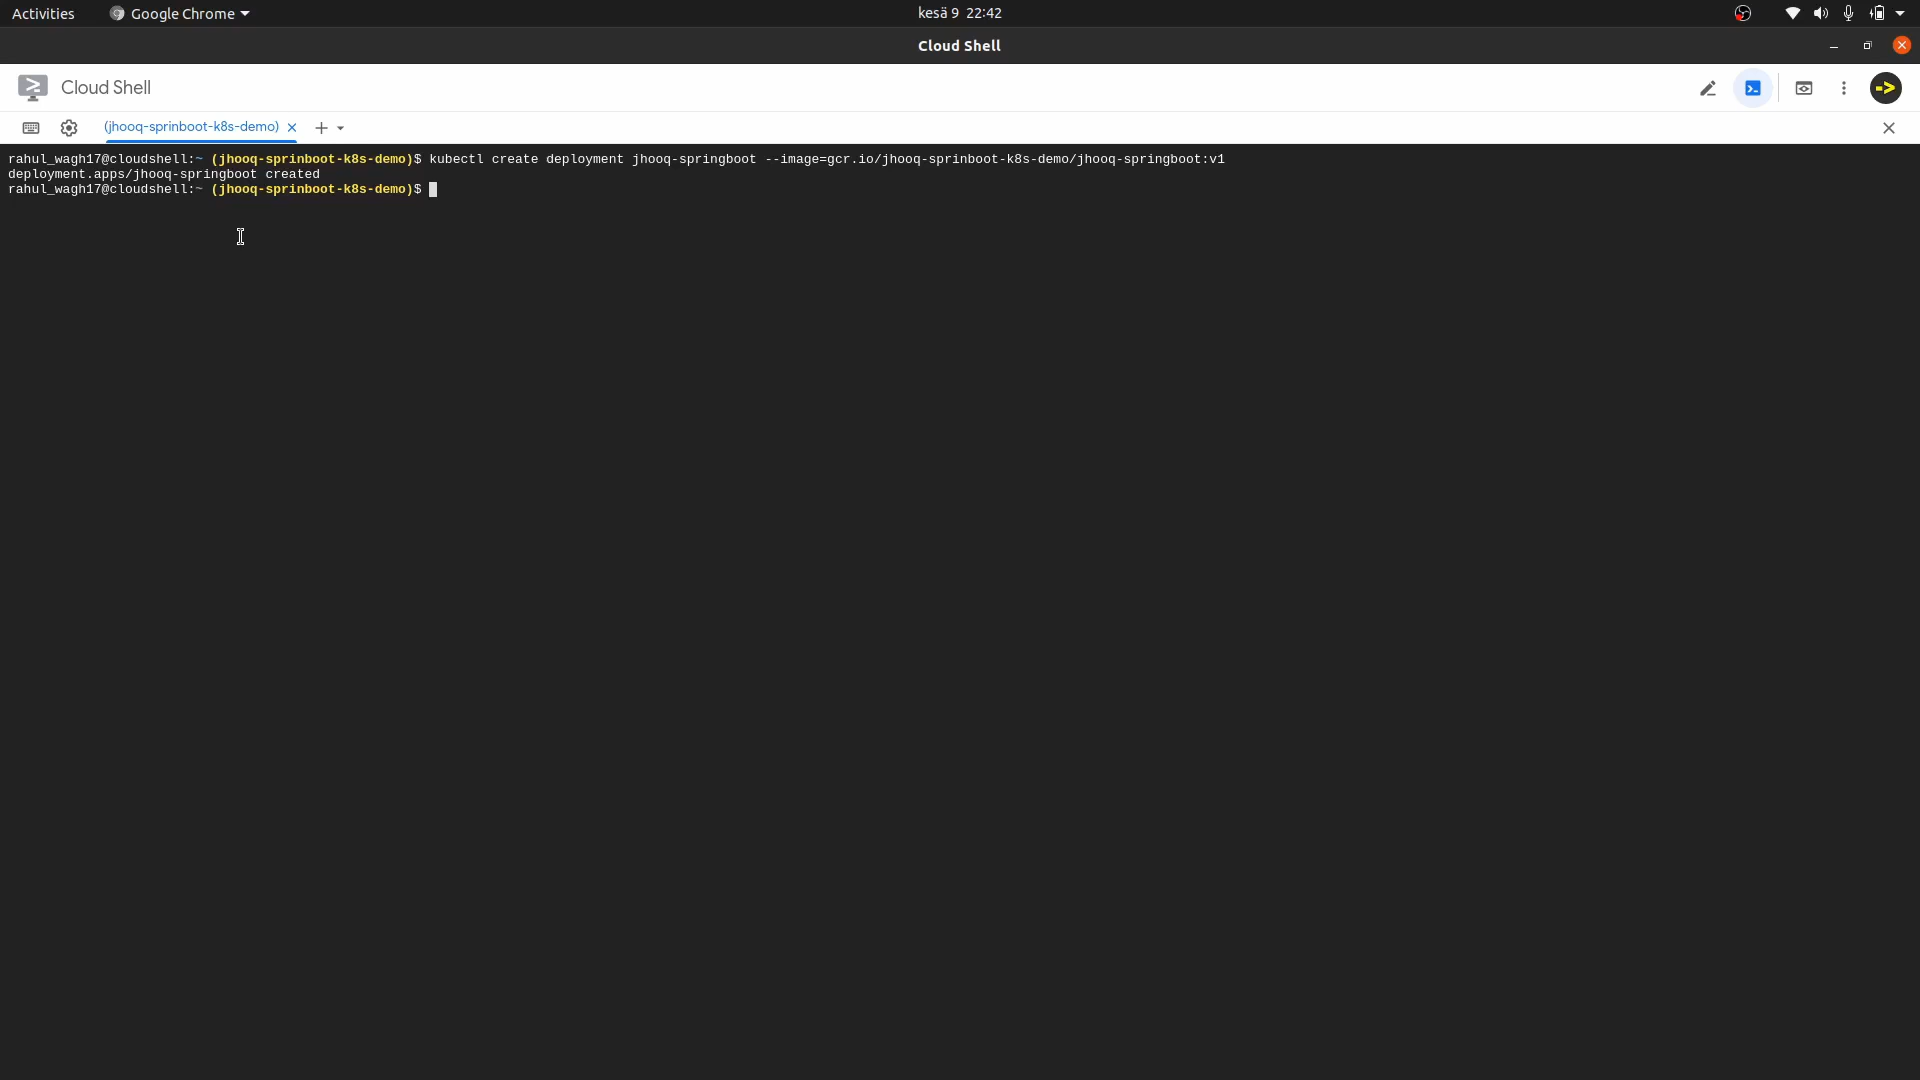 Activities Google Chrome kesä 9 22:42
Cloud Shell
Cloud Shell
(jhooq-sprinboot-k8s-demo)
rahul_wagh17@cloudshell:~ (jhooq-sprinboot-k8s-demo)$ kubectl create deployment jhooq-springboot --image=gcr.io/jhooq-sprinboot-k8s-demo/jhooq-springboot:v1
deployment.apps/jhooq-springboot created
rahul_wagh17@cloudshell:~ (jhooq-sprinboot-k8s-demo)$